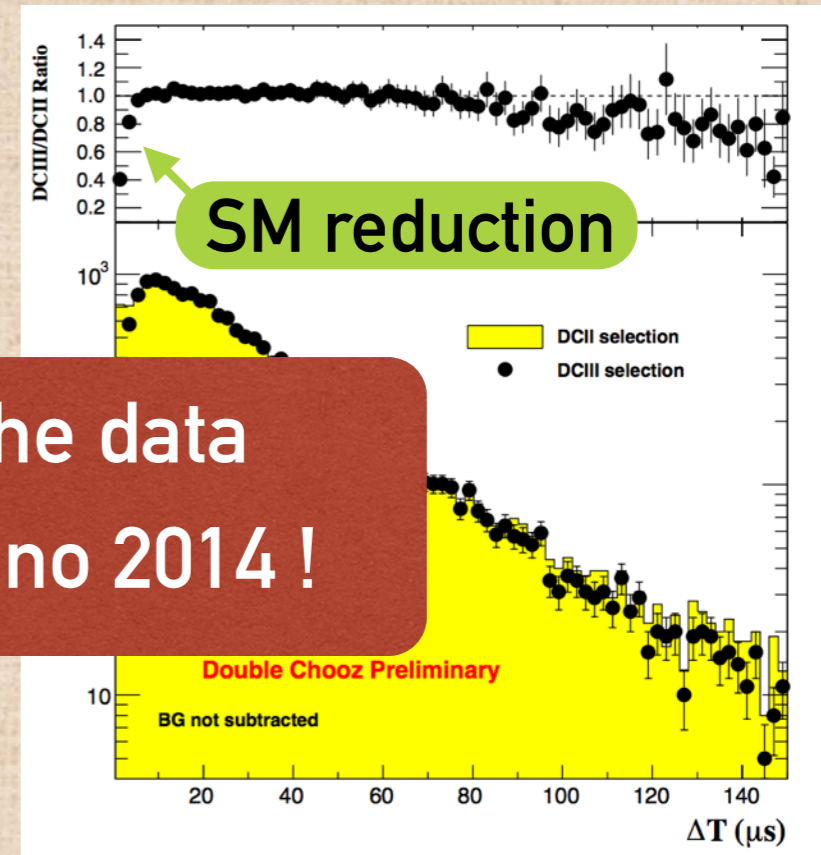 DCIII/DCII Ratio
1.4
1.2
1.0
0.8
0.6
0.4
0.2
SM reduction
10³
DCII selection
DCIII selection
he data
no 2014 !
Double Chooz Preliminary
10
BG not subtracted
20 40 60 80 100 120 140
ΔT (μs)